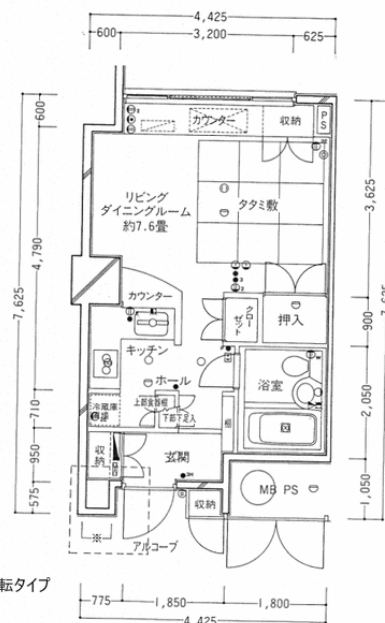 4,425
600 3,200 625
カウンター
収納
PS
リビング
ダイニングルーム
約7.6畳
タタミ敷
カウンター
クローゼット
押入
キッチン
ホール
浴室
冷蔵庫
上部食器棚
下部下足入
棚
収納
玄関
収納
MB PS
アルコーブ
※
転タイプ
7,625
600
4,790
710
950
575
3,625
900
2,050
1,050
775 1,850 1,800
4,425